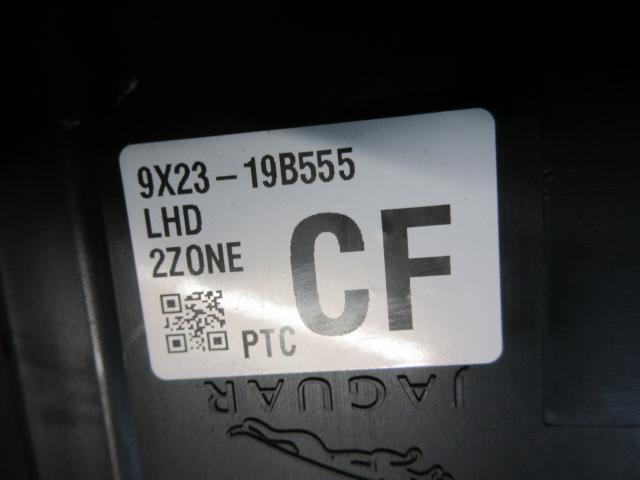 9X23-19B555
LHD
2ZONE
CF
PTC
JAGUAR